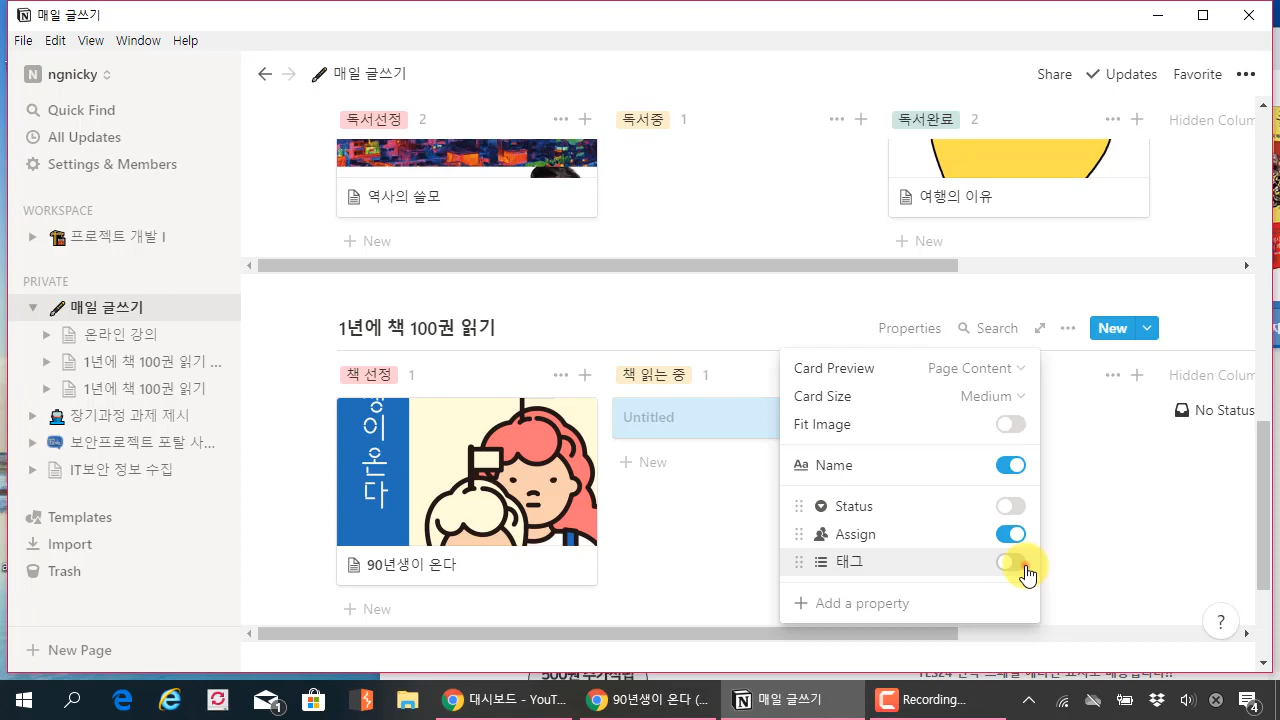 매일 글쓰기
File Edit View Window Help
N ngnicky
Quick Find
All Updates
Settings & Members
WORKSPACE
프로젝트 개발 I
PRIVATE
매일 글쓰기
온라인 강의
1년에 책 100권 읽기 ...
1년에 책 100권 읽기
장기과정 과제 제시
보안프로젝트 포탈 사...
IT보안 정보 수집
Templates
Import
Trash
New Page
매일 글쓰기
Share Updates Favorite
독서선정 2
독서중 1
독서완료 2
Hidden Colum
역사의 쓸모
여행의 이유
New
New
1년에 책 100권 읽기
Properties Search New
책 선정 1
책 읽는 중 1
Hidden Colum
No Status
이
온
다
90년생이 온다
New
Untitled
New
Card Preview Page Content
Card Size Medium
Fit Image
Aa Name
Status
Assign
태그
Add a property
?
대시보드 - YouT...
90년생이 온다 (...
매일 글쓰기
Recording...
1
4